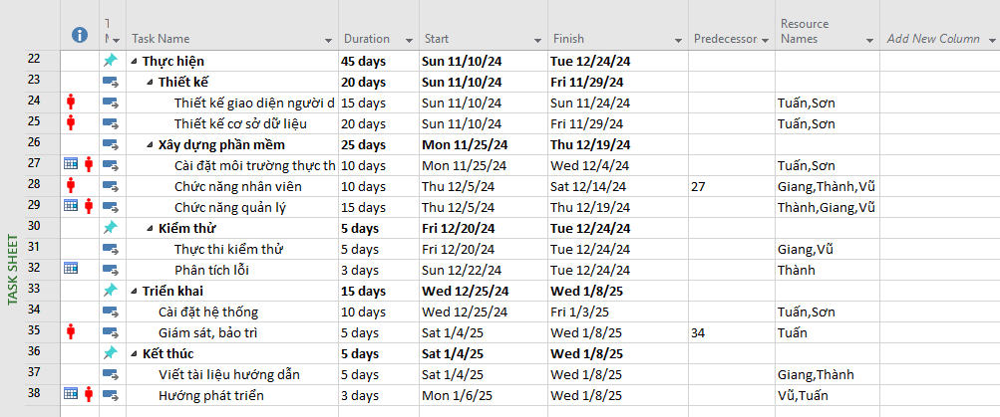 T
M
Task Name
Duration
Start
Finish
Predecessor
Resource
Names
Add New Column
TASK SHEET
22 Thực hiện 45 days Sun 11/10/24 Tue 12/24/24
23 Thiết kế 20 days Sun 11/10/24 Fri 11/29/24
24 Thiết kế giao diện người d 15 days Sun 11/10/24 Sun 11/24/24 Tuấn,Sơn
25 Thiết kế cơ sở dữ liệu 20 days Sun 11/10/24 Fri 11/29/24 Tuấn,Sơn
26 Xây dựng phần mềm 25 days Mon 11/25/24 Thu 12/19/24
27 Cài đặt môi trường thực th 10 days Mon 11/25/24 Wed 12/4/24 Tuấn,Sơn
28 Chức năng nhân viên 10 days Thu 12/5/24 Sat 12/14/24 27 Giang,Thành,Vũ
29 Chức năng quản lý 15 days Thu 12/5/24 Thu 12/19/24 Thành,Giang,Vũ
30 Kiểm thử 5 days Fri 12/20/24 Tue 12/24/24
31 Thực thi kiểm thử 5 days Fri 12/20/24 Tue 12/24/24 Giang,Vũ
32 Phân tích lỗi 3 days Sun 12/22/24 Tue 12/24/24 Thành
33 Triển khai 15 days Wed 12/25/24 Wed 1/8/25
34 Cài đặt hệ thống 10 days Wed 12/25/24 Fri 1/3/25 Tuấn,Sơn
35 Giám sát, bảo trì 5 days Sat 1/4/25 Wed 1/8/25 34 Tuấn
36 Kết thúc 5 days Sat 1/4/25 Wed 1/8/25
37 Viết tài liệu hướng dẫn 5 days Sat 1/4/25 Wed 1/8/25 Giang,Thành
38 Hướng phát triển 3 days Mon 1/6/25 Wed 1/8/25 Vũ,Tuấn